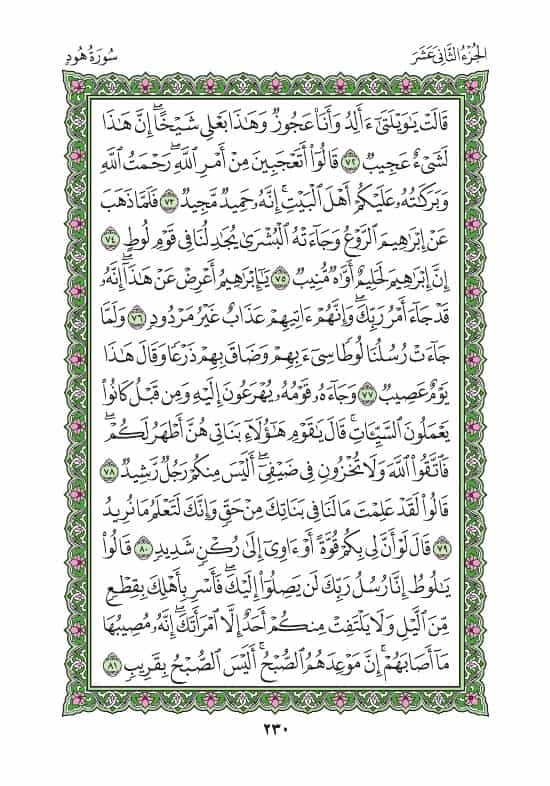 الجُزْءُ الثَّانِي عَشَرَ
سُورَةُ هُودٍ
قَالَتْ يَٰوَيْلَتَىٰٓ ءَأَلِدُ وَأَنَا۠ عَجُوزٌ وَهَٰذَا بَعْلِى شَيْخًا ۖ إِنَّ هَٰذَا
لَشَىْءٌ عَجِيبٌ ٧٢ قَالُوٓا۟ أَتَعْجَبِينَ مِنْ أَمْرِ ٱللَّهِ ۖ رَحْمَتُ ٱللَّهِ
وَبَرَكَٰتُهُۥ عَلَيْكُمْ أَهْلَ ٱلْبَيْتِ ۚ إِنَّهُۥ حَمِيدٌ مَّجِيدٌ ٧٣ فَلَمَّا ذَهَبَ
عَنْ إِبْرَٰهِيمَ ٱلرَّوْعُ وَجَآءَتْهُ ٱلْبُشْرَىٰ يُجَٰدِلُنَا فِى قَوْمِ لُوطٍ ٧٤
إِنَّ إِبْرَٰهِيمَ لَحَلِيمٌ أَوَّٰهٌ مُّنِيبٌ ٧٥ يَٰٓإِبْرَٰهِيمُ أَعْرِضْ عَنْ هَٰذَآ ۖ إِنَّهُۥ
قَدْ جَآءَ أَمْرُ رَبِّكَ ۖ وَإِنَّهُمْ ءَاتِيهِمْ عَذَابٌ غَيْرُ مَرْدُودٍ ٧٦ وَلَمَّا
جَآءَتْ رُسُلُنَا لُوطًا سِىٓءَ بِهِمْ وَضَاقَ بِهِمْ ذَرْعًا وَقَالَ هَٰذَا
يَوْمٌ عَصِيبٌ ٧٧ وَجَآءَهُۥ قَوْمُهُۥ يُهْرَعُونَ إِلَيْهِ وَمِن قَبْلُ كَانُوا۟
يَعْمَلُونَ ٱلسَّيِّـَٔاتِ ۚ قَالَ يَٰقَوْمِ هَٰٓؤُلَآءِ بَنَاتِى هُنَّ أَطْهَرُ لَكُمْ ۖ
فَٱتَّقُوا۟ ٱللَّهَ وَلَا تُخْزُونِ فِى ضَيْفِىٓ ۖ أَلَيْسَ مِنكُمْ رَجُلٌ رَّشِيدٌ ٧٨
قَالُوا۟ لَقَدْ عَلِمْتَ مَا لَنَا فِى بَنَاتِكَ مِنْ حَقٍّ وَإِنَّكَ لَتَعْلَمُ مَا نُرِيدُ
٧٩ قَالَ لَوْ أَنَّ لِى بِكُمْ قُوَّةً أَوْ ءَاوِىٓ إِلَىٰ رُكْنٍ شَدِيدٍ ٨٠ قَالُوا۟
يَٰلُوطُ إِنَّا رُسُلُ رَبِّكَ لَن يَصِلُوٓا۟ إِلَيْكَ ۖ فَأَسْرِ بِأَهْلِكَ بِقِطْعٍ
مِّنَ ٱلَّيْلِ وَلَا يَلْتَفِتْ مِنكُمْ أَحَدٌ إِلَّا ٱمْرَأَتَكَ ۖ إِنَّهُۥ مُصِيبُهَا
مَآ أَصَابَهُمْ ۚ إِنَّ مَوْعِدَهُمُ ٱلصُّبْحُ ۚ أَلَيْسَ ٱلصُّبْحُ بِقَرِيبٍ ٨١
٢٣٠